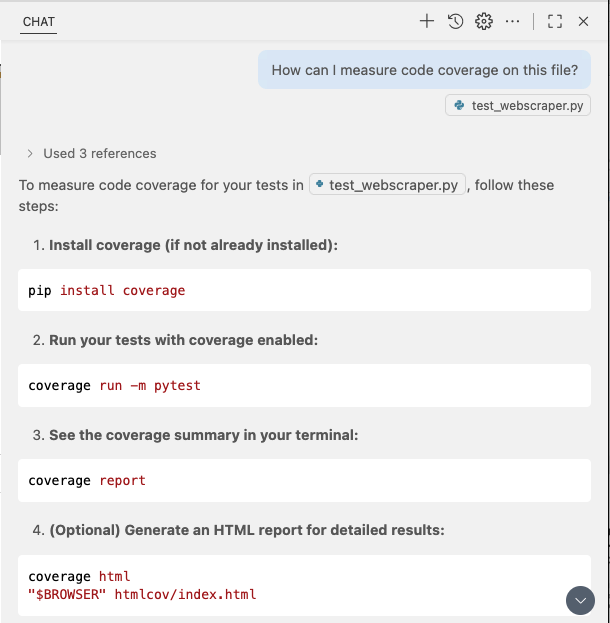 CHAT
How can I measure code coverage on this file?
test_webscraper.py
Used 3 references
To measure code coverage for your tests in test_webscraper.py, follow these
steps:
1. Install coverage (if not already installed):
pip install coverage
2. Run your tests with coverage enabled:
coverage run -m pytest
3. See the coverage summary in your terminal:
coverage report
4. (Optional) Generate an HTML report for detailed results:
coverage html
"$BROWSER" htmlcov/index.html